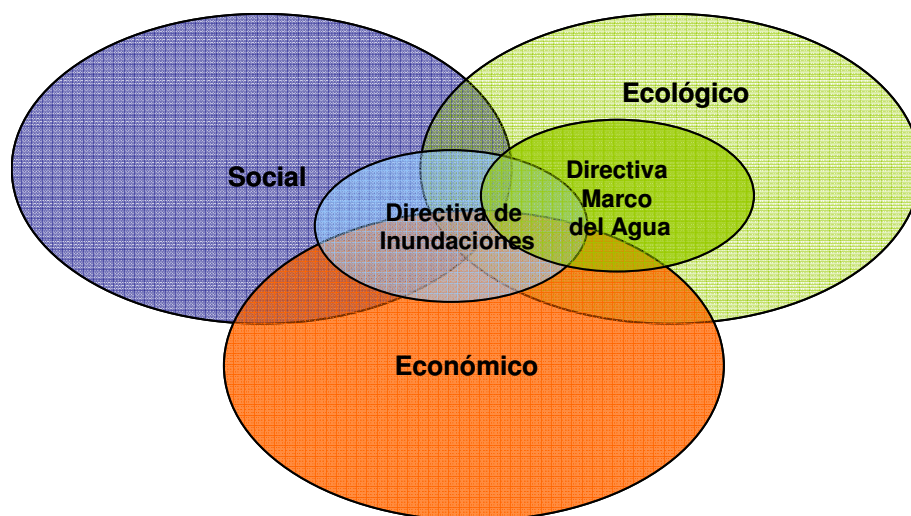 Ecológico
Social
Directiva
Marco
del Agua
Directiva de
Inundaciones
Económico